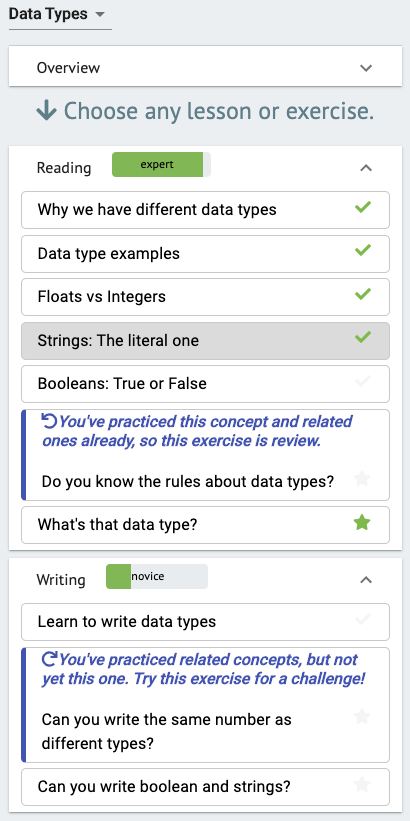 Data Types
Overview
Choose any lesson or exercise.
Reading
expert
Why we have different data types
Data type examples
Floats vs Integers
Strings: The literal one
Booleans: True or False
You've practiced this concept and related
ones already, so this exercise is review.
Do you know the rules about data types?
What's that data type?
Writing
novice
Learn to write data types
You've practiced related concepts, but not
yet this one. Try this exercise for a challenge!
Can you write the same number as
different types?
Can you write boolean and strings?